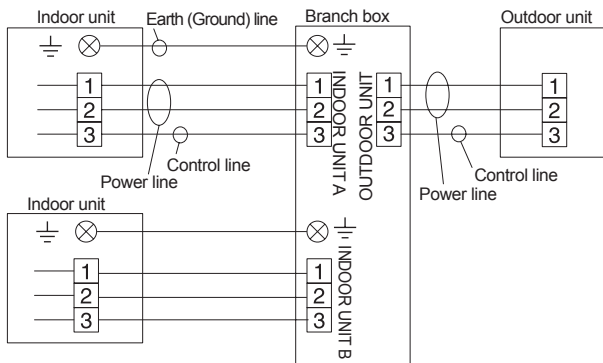 Indoor unit
Earth (Ground) line
Branch box
Outdoor unit
1
2
3
1
2
3
INDOOR UNIT A
OUTDOOR UNIT
1
2
3
1
2
3
Control line
Power line
Control line
Power line
Indoor unit
1
2
3
1
2
3
INDOOR UNIT B